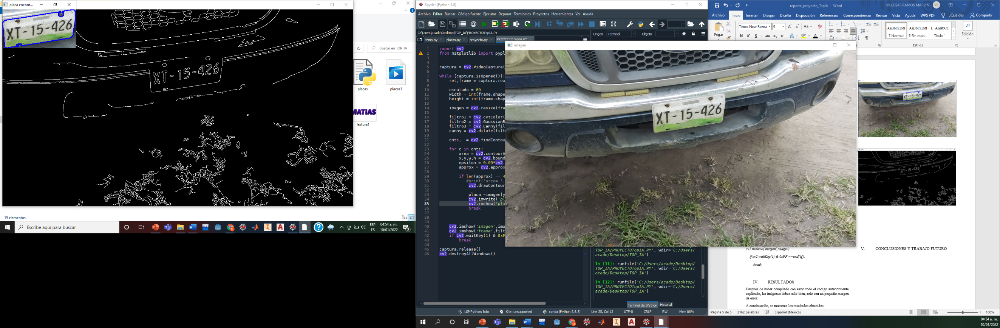 placa encont...
XT-15-426
XT-15-426
Buscar en TOP_IA
placas
placas1
MATIAS
Textura1
19 elementos
Escribe aquí para buscar
ESP
ES
04:54 a. m.
10/01/2022
3
Spyder (Python 3.8)
Archivo Editar Buscar Código fuente Ejecutar Depurar Terminales Proyectos Herramientas Ver Ayuda
C:\Users\acade\Desktop\TOP_IA\PROYECTOTopIA.PY
temp.py placas.py proyecto.py PROYECTOTopIA.PY
Origen Terminal Objeto
1 import cv2
2 from matplotlib import pypl
3
4
5 captura = cv2.VideoCapture(
6
7 while (captura.isOpened()):
8 ret,frame = captura.rea
9
10 escalado = 60
11 width = int(frame.shape
12 height = int(frame.shap
13
14 imagen = cv2.resize(fra
15
16 filtro1 = cv2.cvtColor(
17 filtro2 = cv2.GaussianB
18 filtro3 = cv2.Canny(fil
19 canny = cv2.dilate(filt
20
21 cnts,_ = cv2.findContou
22
23 for c in cnts:
24 area = cv2.contourA
25 x,y,w,h = cv2.bound
26 epsilon = 0.09*cv2.
27 approx = cv2.approx
28
29 if len(approx) == 4
30 #print('area= ',
31 cv2.drawContour
32
33 placa =imagen[y
34 cv2.imwrite('pl
35 cv2.imshow('pla
36 break
37
38
39
40 cv2.imshow('imagen',ima
41 cv2.imshow('frame',filt
42 if cv2.waitKey(1) & 0xF
43 break
44
45 captura.release()
46 cv2.destroyAllWindows()
imagen
XT-15-426
TOP_IA/PROYECTOTopIA.PY', wdir='C:/Users/
acade/Desktop/TOP_IA')
In [11]: runfile('C:/Users/acade/Desktop/
TOP_IA/PROYECTOTopIA.PY', wdir='C:/Users/
acade/Desktop/TOP_IA')
In [12]: runfile('C:/Users/acade/Desktop/
TOP_IA/PROYECTOTopIA.PY', wdir='C:/Users/
acade/Desktop/TOP_IA')
Terminal de IPython Historial
LSP Python: listo Kite: unsupported conda (Python 3.8.8) Line 35, Col 13 UTF-8 CRLF RW Mem 86%
reporte_proyecto_TopIA - Word
VILLEGAS RAMOS MARVIN VR
Archivo Inicio Insertar Dibujar Diseño Disposición Referencias Correspondencia Revisar Vista Ayuda WPS PDF ¿Qué des Compartir
Pegar
Times New Roma 9
N K S abc x₂ x²
AaBbCcDdE AaBbCcDdE I. AaBbCc
¶ Normal ¶ Sin espa... Título 1
Edición
Estilos
XT-15-426
XT-15-426
cv2.imshow('imagen',imagen)
if cv2.waitKey(1) & 0xFF ==ord('q'):
break
IV. RESULTADOS
Después de haber compilado con éxito todo el código anteriormente
explicado, las imágenes deben salir bien, solo con un pequeño margen
de error.
A continuación, se muestran los resultados obtenidos:
V. CONCLUSIONES Y TRABAJO FUTURO
Página 5 de 5 2162 palabras Español (México) 100%
04:54 a. m.
10/01/2022